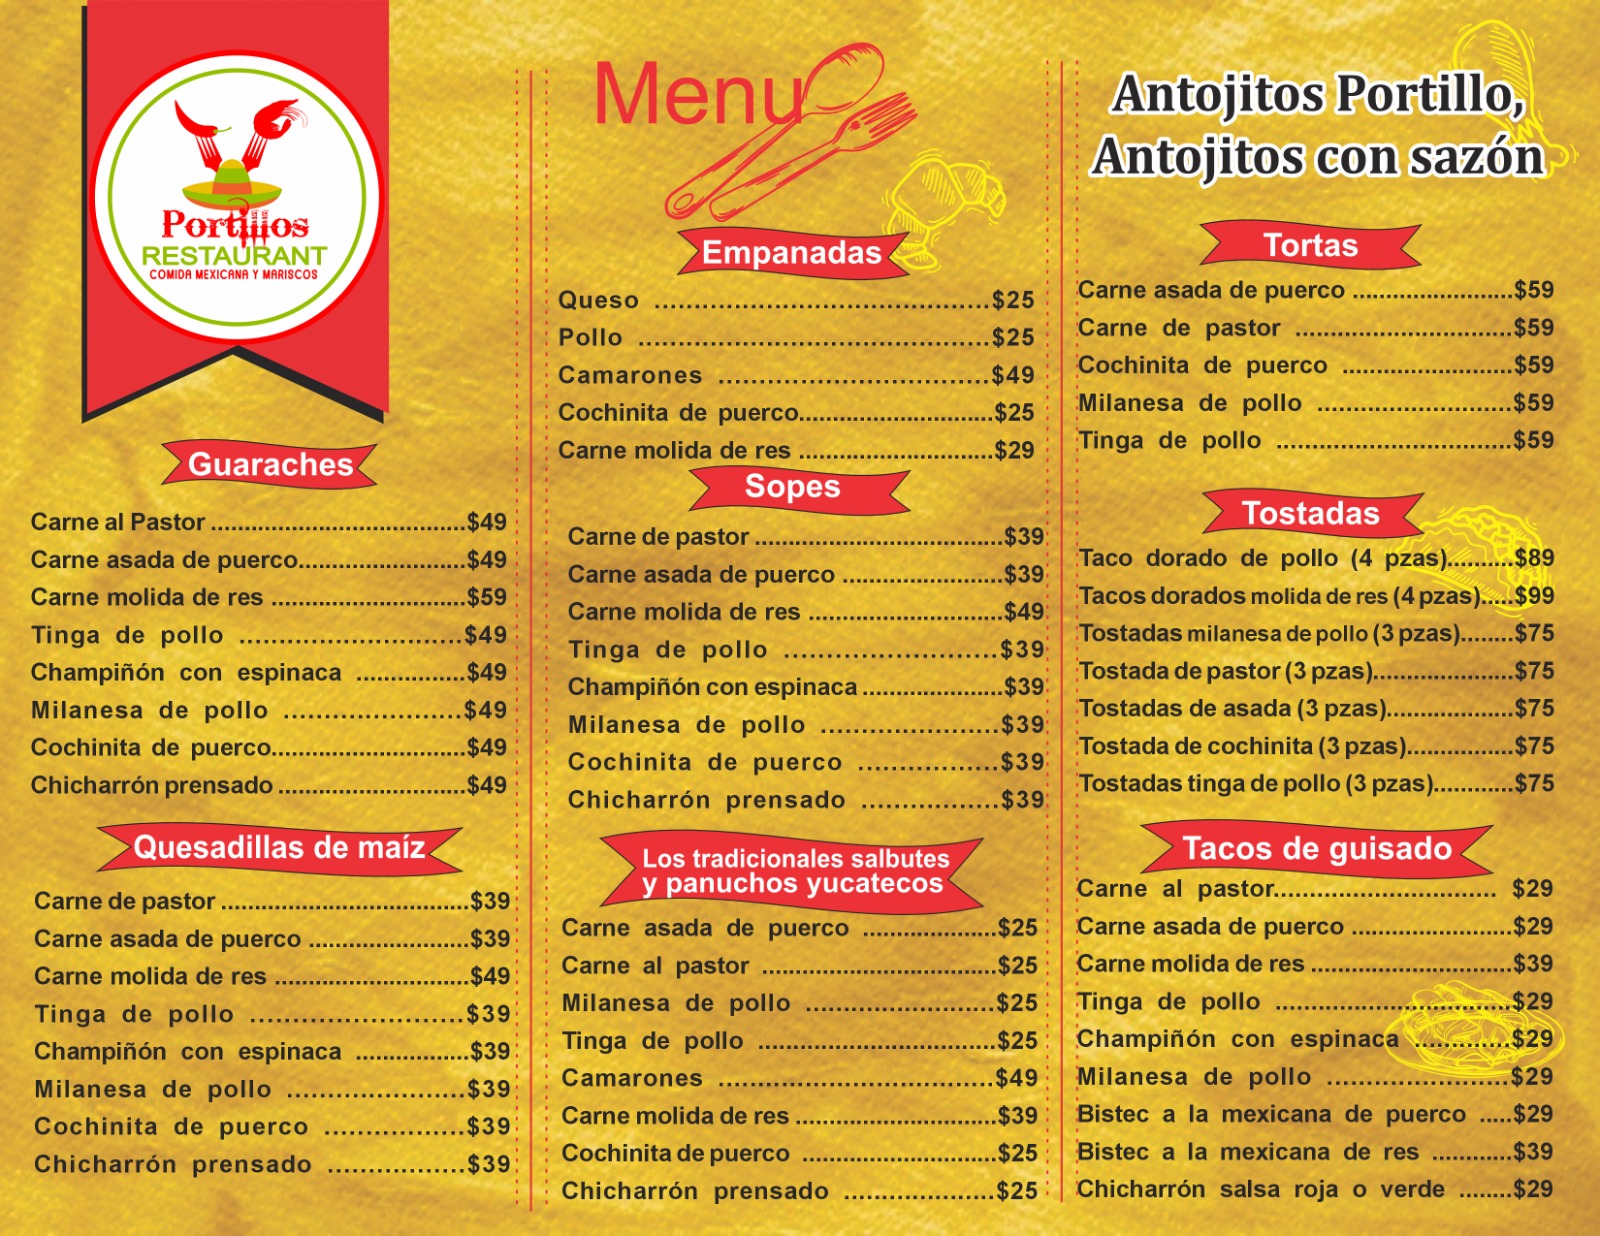 Portillos
RESTAURANT
COMIDA MEXICANA Y MARISCOS
Guaraches
Carne al Pastor ......................................$49
Carne asada de puerco.........................$49
Carne molida de res .............................$59
Tinga de pollo ...........................$49
Champiñón con espinaca ................$49
Milanesa de pollo ......................$49
Cochinita de puerco.............................$49
Chicharrón prensado ............................$49
Quesadillas de maíz
Carne de pastor .....................................$39
Carne asada de puerco ........................$39
Carne molida de res .............................$49
Tinga de pollo ..........................$39
Champiñón con espinaca .................$39
Milanesa de pollo ......................$39
Cochinita de puerco .................$39
Chicharrón prensado .................$39
Menu
Empanadas
Queso ..........................................$25
Pollo ............................................$25
Camarones ..................................$49
Cochinita de puerco.............................$25
Carne molida de res .............................$29
Sopes
Carne de pastor .....................................$39
Carne asada de puerco ........................$39
Carne molida de res .............................$49
Tinga de pollo ..........................$39
Champiñón con espinaca .....................$39
Milanesa de pollo ......................$39
Cochinita de puerco .................$39
Chicharrón prensado .................$39
Los tradicionales salbutes
y panuchos yucatecos
Carne asada de puerco ....................$25
Carne al pastor ...................................$25
Milanesa de pollo .......................$25
Tinga de pollo ..............................$25
Camarones ..................................$49
Carne molida de res ..............................$39
Cochinita de puerco .............................$25
Chicharrón prensado ...................$25
Antojitos Portillo,
Antojitos con sazón
Tortas
Carne asada de puerco ........................$59
Carne de pastor ................................$59
Cochinita de puerco .........................$59
Milanesa de pollo .........................$59
Tinga de pollo ...................................$59
Tostadas
Taco dorado de pollo (4 pzas)..........$89
Tacos dorados molida de res (4 pzas).....$99
Tostadas milanesa de pollo (3 pzas)........$75
Tostada de pastor (3 pzas).....................$75
Tostadas de asada (3 pzas)...................$75
Tostada de cochinita (3 pzas)................$75
Tostadas tinga de pollo (3 pzas)............$75
Tacos de guisado
Carne al pastor................................. $29
Carne asada de puerco ........................$29
Carne molida de res ..............................$39
Tinga de pollo ...................................$29
Champiñón con espinaca ............$29
Milanesa de pollo .......................$29
Bistec a la mexicana de puerco .....$29
Bistec a la mexicana de res ............$39
Chicharrón salsa roja o verde ........$29